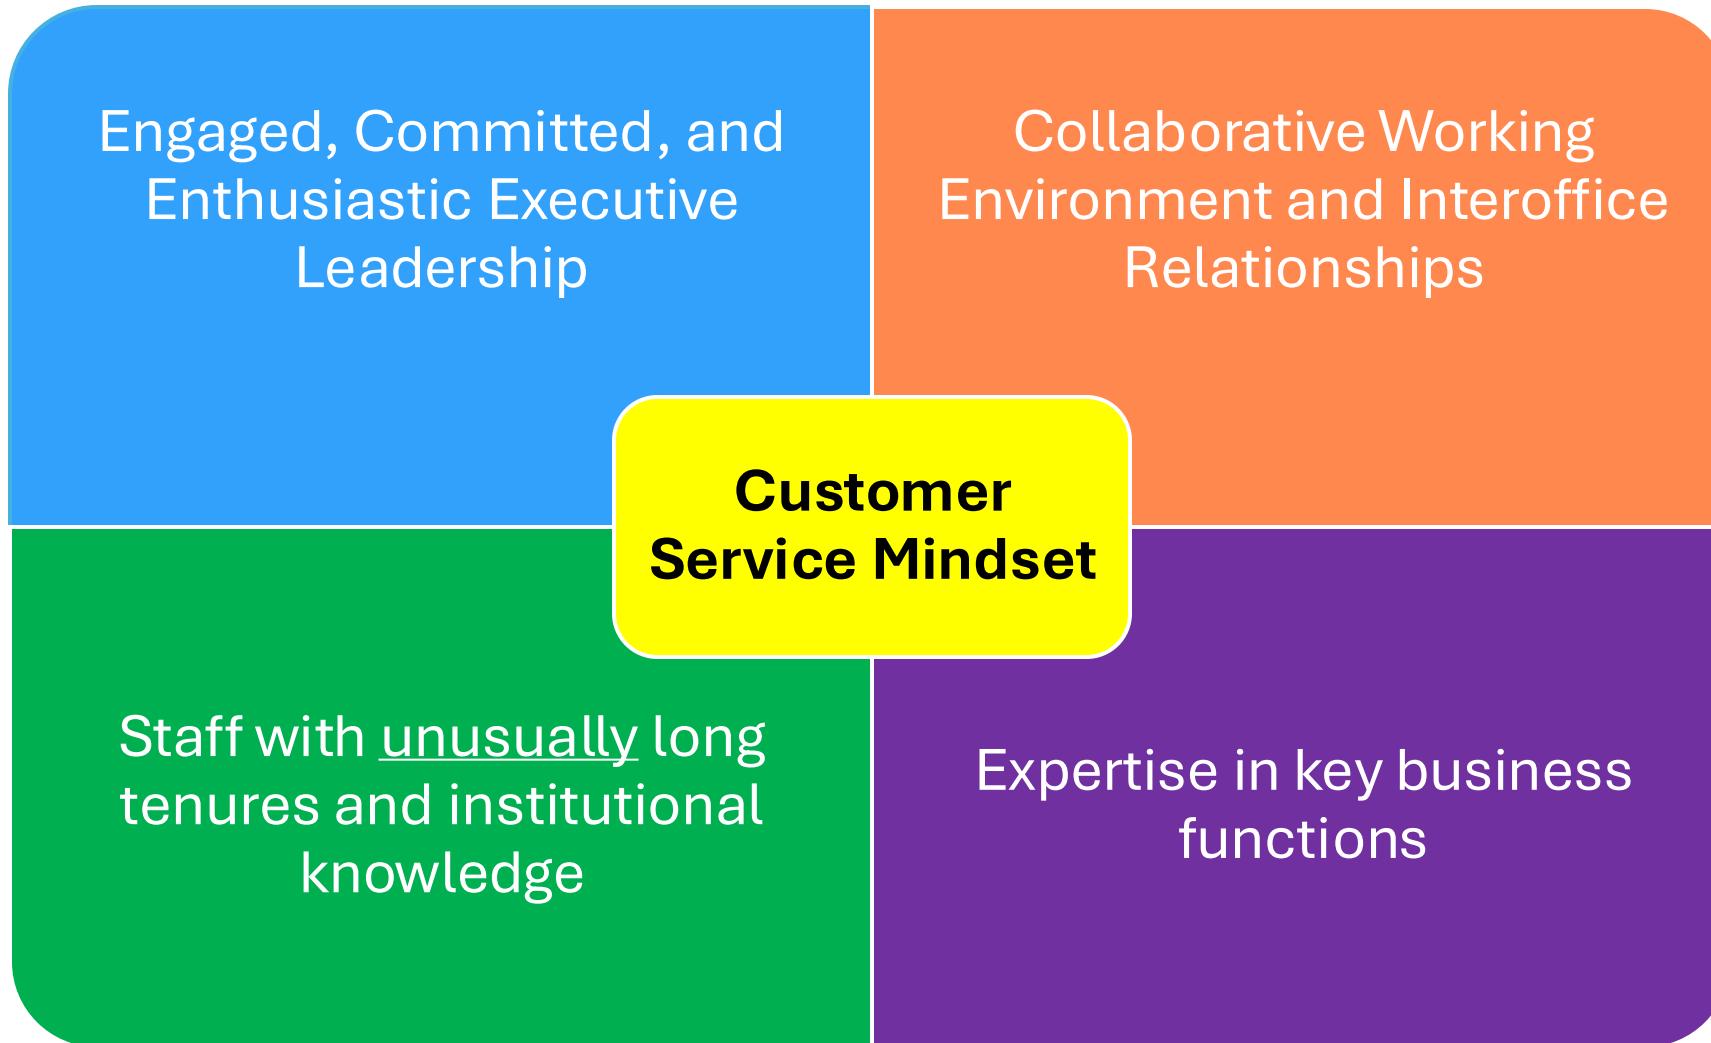 Engaged, Committed, and
Enthusiastic Executive
Leadership
Collaborative Working
Environment and Interoffice
Relationships
Customer
Service Mindset
Staff with unusually long
tenures and institutional
knowledge
Expertise in key business
functions